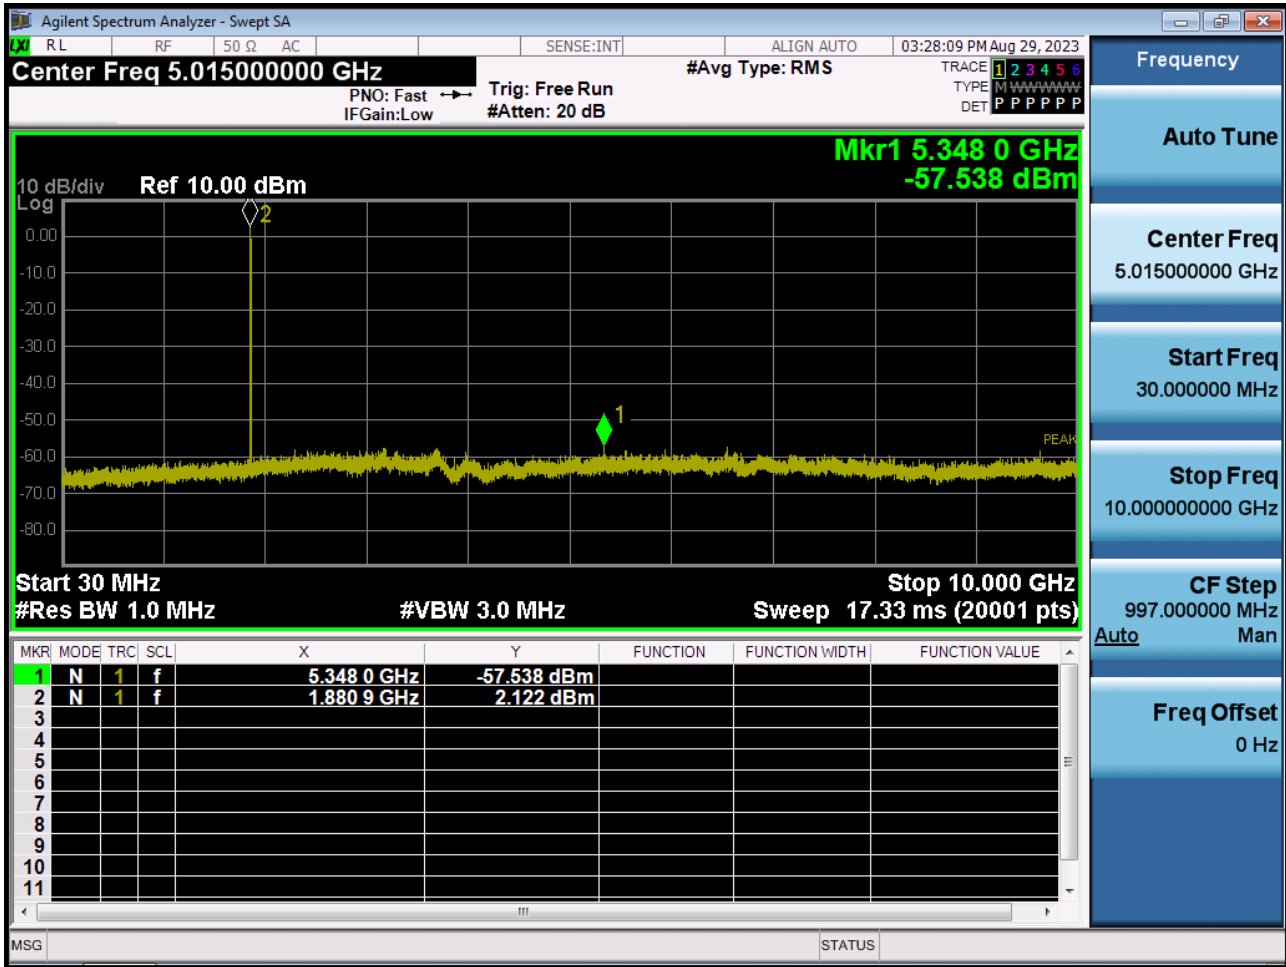 Agilent Spectrum Analyzer - Swept SA
LXI RL RF 50 Ω AC SENSE:INT ALIGN AUTO 03:28:09 PM Aug 29, 2023
Center Freq 5.015000000 GHz
PNO: Fast
IFGain:Low
Trig: Free Run
#Atten: 20 dB
#Avg Type: RMS
TRACE 1 2 3 4 5 6
TYPE M W W W W W
DET P P P P P P
Mkr1 5.348 0 GHz
-57.538 dBm
10 dB/div Ref 10.00 dBm
Log
2
0.00
-10.0
-20.0
-30.0
-40.0
-50.0
1
PEAK
-60.0
-70.0
-80.0
Start 30 MHz Stop 10.000 GHz
#Res BW 1.0 MHz #VBW 3.0 MHz Sweep 17.33 ms (20001 pts)
MKR MODE TRC SCL X Y FUNCTION FUNCTION WIDTH FUNCTION VALUE
1 N 1 f 5.348 0 GHz -57.538 dBm
2 N 1 f 1.880 9 GHz 2.122 dBm
3
4
5
6
7
8
9
10
11
MSG STATUS
Frequency
Auto Tune
Center Freq
5.015000000 GHz
Start Freq
30.000000 MHz
Stop Freq
10.000000000 GHz
CF Step
997.000000 MHz
Auto Man
Freq Offset
0 Hz